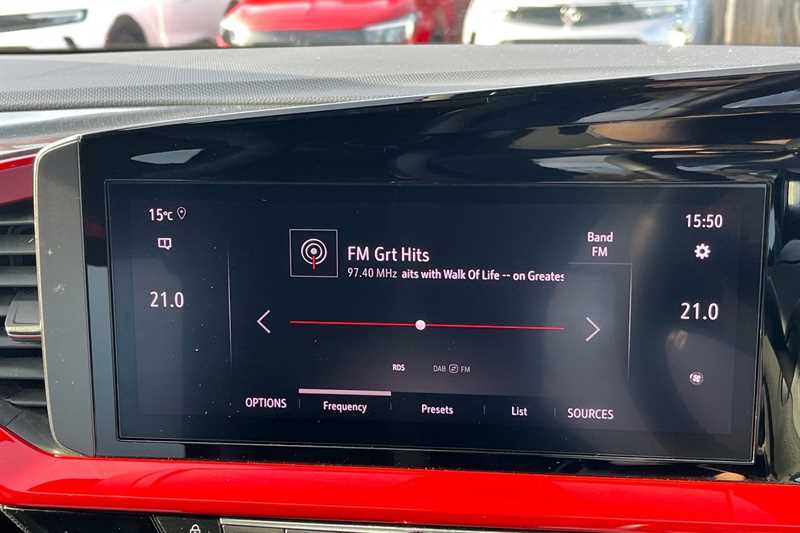 15°C
15:50
FM Grt Hits
97.40 MHz aits with Walk Of Life -- on Greates
Band
FM
21.0
21.0
RDS
DAB FM
OPTIONS
Frequency
Presets
List
SOURCES